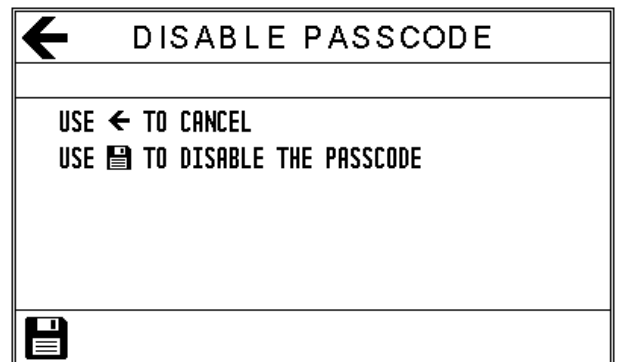 DISABLE PASSCODE
USE ← TO CANCEL
USE 💾 TO DISABLE THE PASSCODE